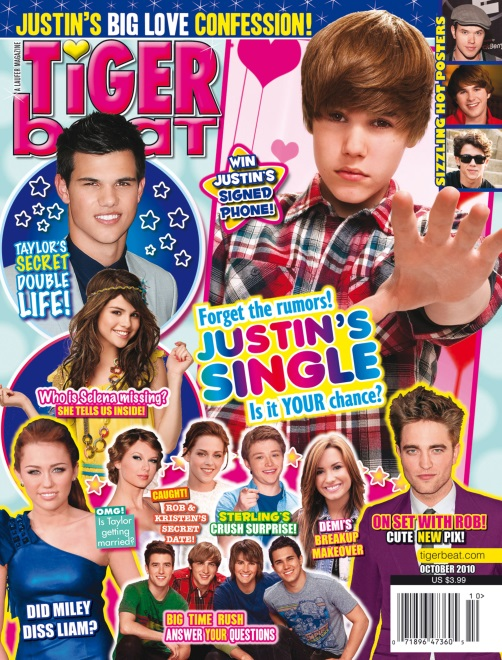 JUSTIN'S BIG LOVE CONFESSION!
A LAUFER MAGAZINE
TiGER
beat
SIZZLING HOT POSTERS
WIN
JUSTIN'S
SIGNED
PHONE!
TAYLOR'S
SECRET
DOUBLE
LIFE!
Forget the rumors!
JUSTIN'S
SINGLE
Is it YOUR chance?
Who is Selena missing?
SHE TELLS US INSIDE!
OMG!
Is Taylor
getting
married?
CAUGHT!
ROB &
KRISTEN'S
SECRET
DATE!
STERLING'S
CRUSH SURPRISE!
DEMI'S
BREAKUP
MAKEOVER
ON SET WITH ROB!
CUTE NEW PIX!
tigerbeat.com
OCTOBER 2010
US $3.99
DID MILEY
DISS LIAM?
BIG TIME RUSH
ANSWER YOUR QUESTIONS
1 0>
0 71896 47360 5